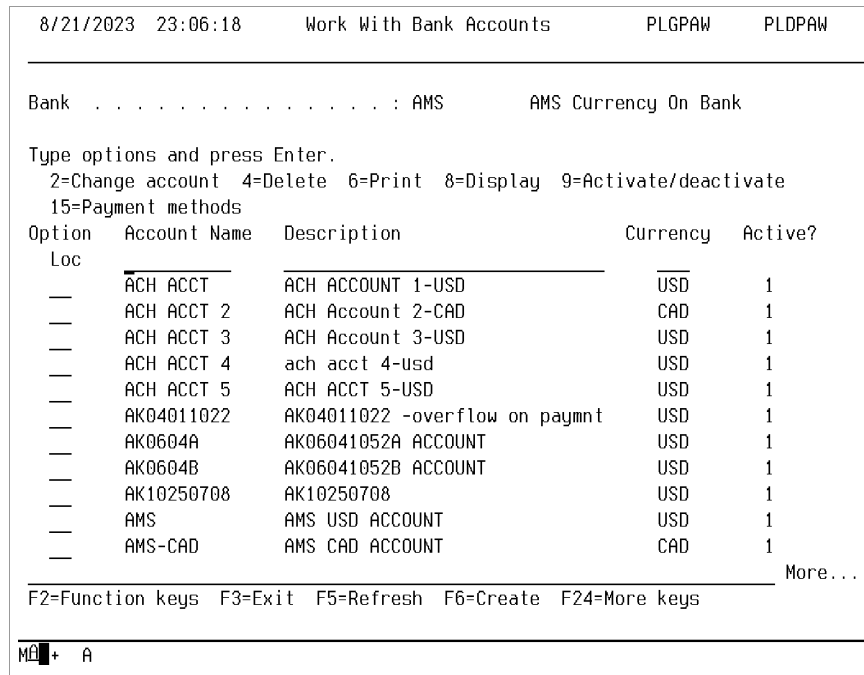 8/21/2023 23:06:18 Work With Bank Accounts PLGPAW PLDPAW
Bank . . . . . . . . . . . . . . . : AMS AMS Currency On Bank
Type options and press Enter.
2=Change account 4=Delete 6=Print 8=Display 9=Activate/deactivate
15=Payment methods
Option Account Name Description Currency Active?
Loc
ACH ACCT ACH ACCOUNT 1-USD USD 1
ACH ACCT 2 ACH Account 2-CAD CAD 1
ACH ACCT 3 ACH Account 3-USD USD 1
ACH ACCT 4 ach acct 4-usd USD 1
ACH ACCT 5 ACH ACCT 5-USD USD 1
AK04011022 AK04011022 -overflow on paymnt USD 1
AK0604A AK06041052A ACCOUNT USD 1
AK0604B AK06041052B ACCOUNT USD 1
AK10250708 AK10250708 USD 1
AMS AMS USD ACCOUNT USD 1
AMS-CAD AMS CAD ACCOUNT CAD 1
More...
F2=Function keys F3=Exit F5=Refresh F6=Create F24=More keys
MA + A